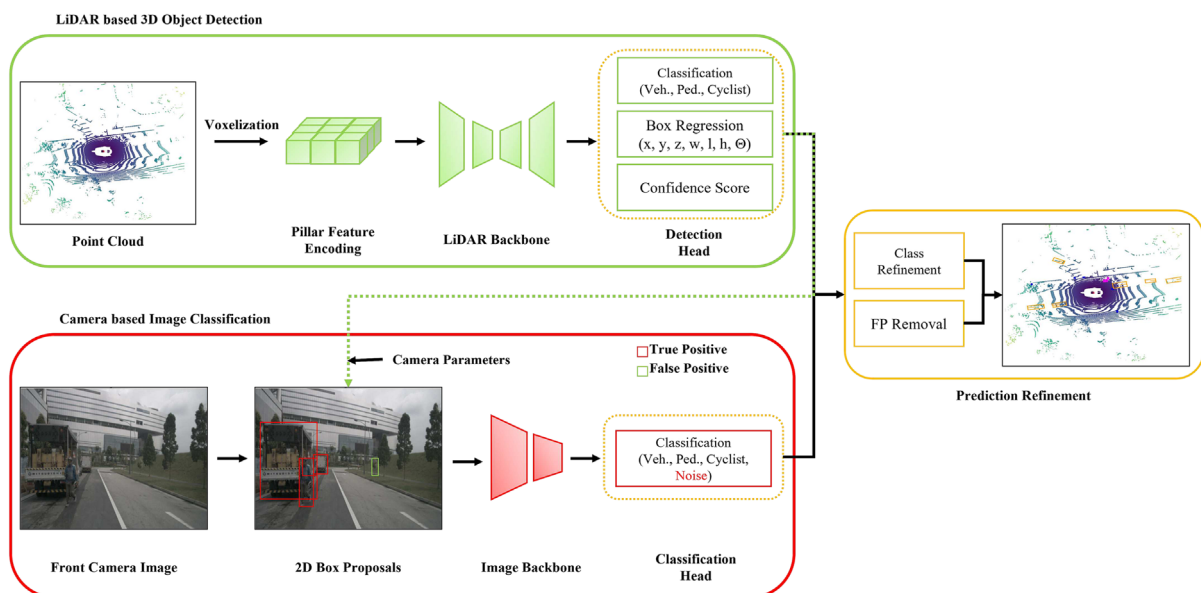 LiDAR based 3D Object Detection
Voxelization
Point Cloud
Pillar Feature
Encoding
LiDAR Backbone
Classification
(Veh., Ped., Cyclist)
Box Regression
(x, y, z, w, l, h, Θ)
Confidence Score
Detection
Head
Camera based Image Classification
Camera Parameters
True Positive
False Positive
Front Camera Image
2D Box Proposals
Image Backbone
Classification
(Veh., Ped., Cyclist,
Noise)
Classification
Head
Class
Refinement
FP Removal
Prediction Refinement